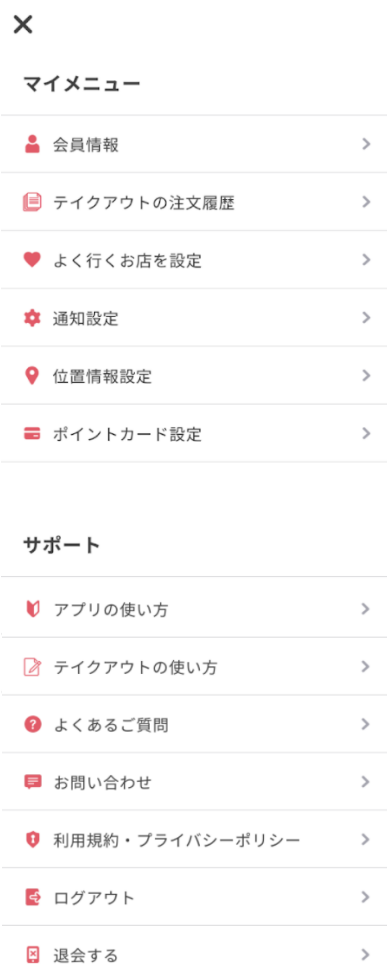 マイメニュー
会員情報
テイクアウトの注文履歴
よく行くお店を設定
通知設定
位置情報設定
ポイントカード設定
サポート
アプリの使い方
テイクアウトの使い方
よくあるご質問
お問い合わせ
利用規約・プライバシーポリシー
ログアウト
退会する